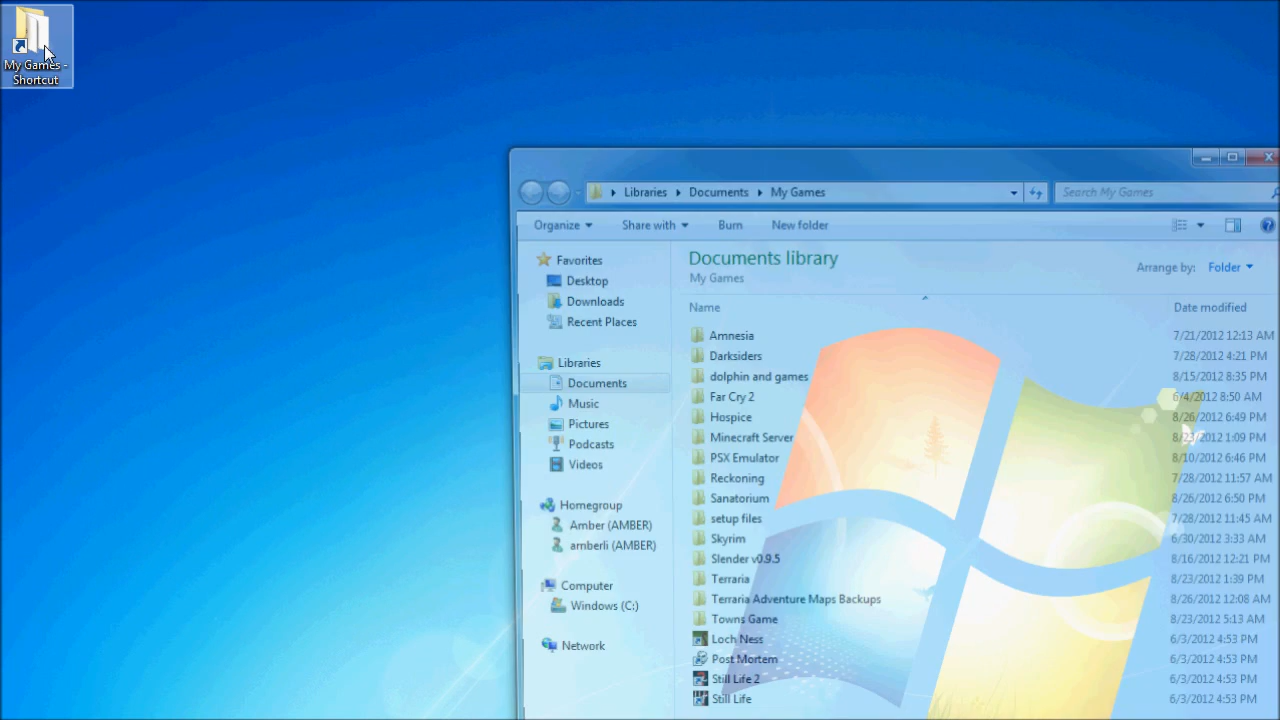 My Games -
Shortcut
Libraries Documents My Games Search My Games
Organize Share with Burn New folder
Favorites
Desktop
Downloads
Recent Places
Libraries
Documents
Music
Pictures
Podcasts
Videos
Homegroup
Amber (AMBER)
amberli (AMBER)
Computer
Windows (C:)
Network
Documents library
My Games
Arrange by: Folder
Name Date modified
Amnesia 7/21/2012 12:13 AM
Darksiders 7/28/2012 4:21 PM
dolphin and games 8/15/2012 8:35 PM
Far Cry 2 6/4/2012 8:50 AM
Hospice 8/26/2012 6:49 PM
Minecraft Server 8/23/2012 1:09 PM
PSX Emulator 8/10/2012 6:46 PM
Reckoning 7/28/2012 11:57 AM
Sanatorium 8/26/2012 6:50 PM
setup files 7/28/2012 11:45 AM
Skyrim 6/30/2012 3:33 AM
Slender v0.9.5 8/16/2012 12:21 PM
Terraria 8/23/2012 1:39 PM
Terraria Adventure Maps Backups 8/26/2012 12:08 AM
Towns Game 8/23/2012 5:13 AM
Loch Ness 6/3/2012 4:53 PM
Post Mortem 6/3/2012 4:53 PM
Still Life 2 6/3/2012 4:53 PM
Still Life 6/3/2012 4:53 PM